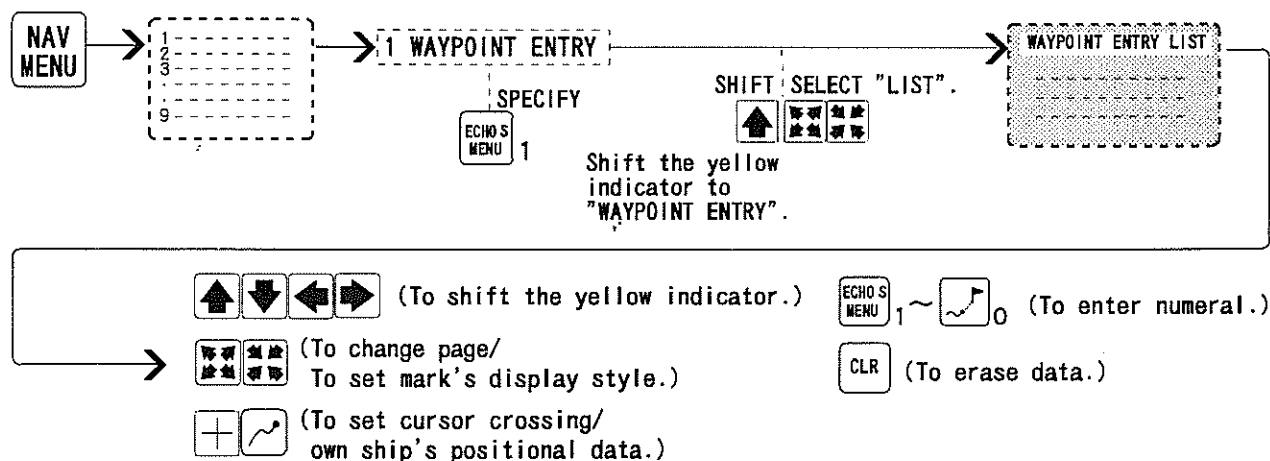 NAV
MENU
1 - - - - - - - - - -
2 - - - - - - - - - -
3 - - - - - - - - - -
9 - - - - - - - - - -
1 WAYPOINT ENTRY
SPECIFY
ECHO S
MENU 1
SHIFT SELECT "LIST".
Shift the yellow
indicator to
"WAYPOINT ENTRY".
WAYPOINT ENTRY LIST
(To shift the yellow indicator.)
(To change page/
To set mark's display style.)
(To set cursor crossing/
own ship's positional data.)
ECHO S
MENU 1 ~ 0 (To enter numeral.)
CLR (To erase data.)